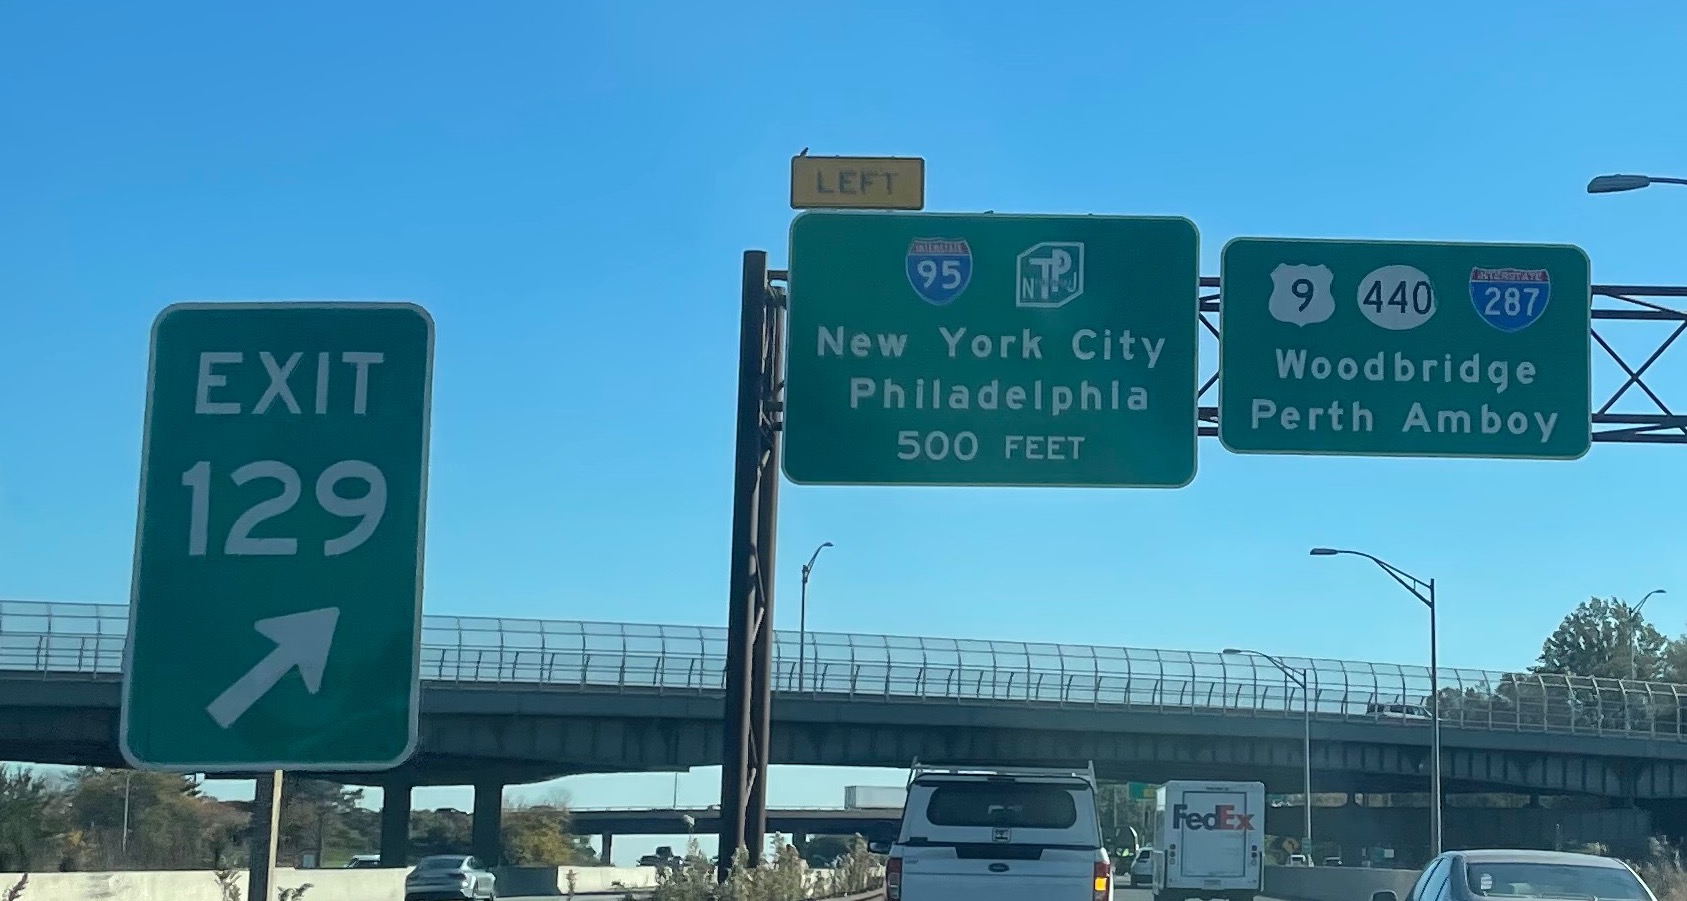 EXIT
129
LEFT
INTERSTATE
95
N TP J
New York City
Philadelphia
500 FEET
9
440
INTERSTATE
287
Woodbridge
Perth Amboy
FedEx